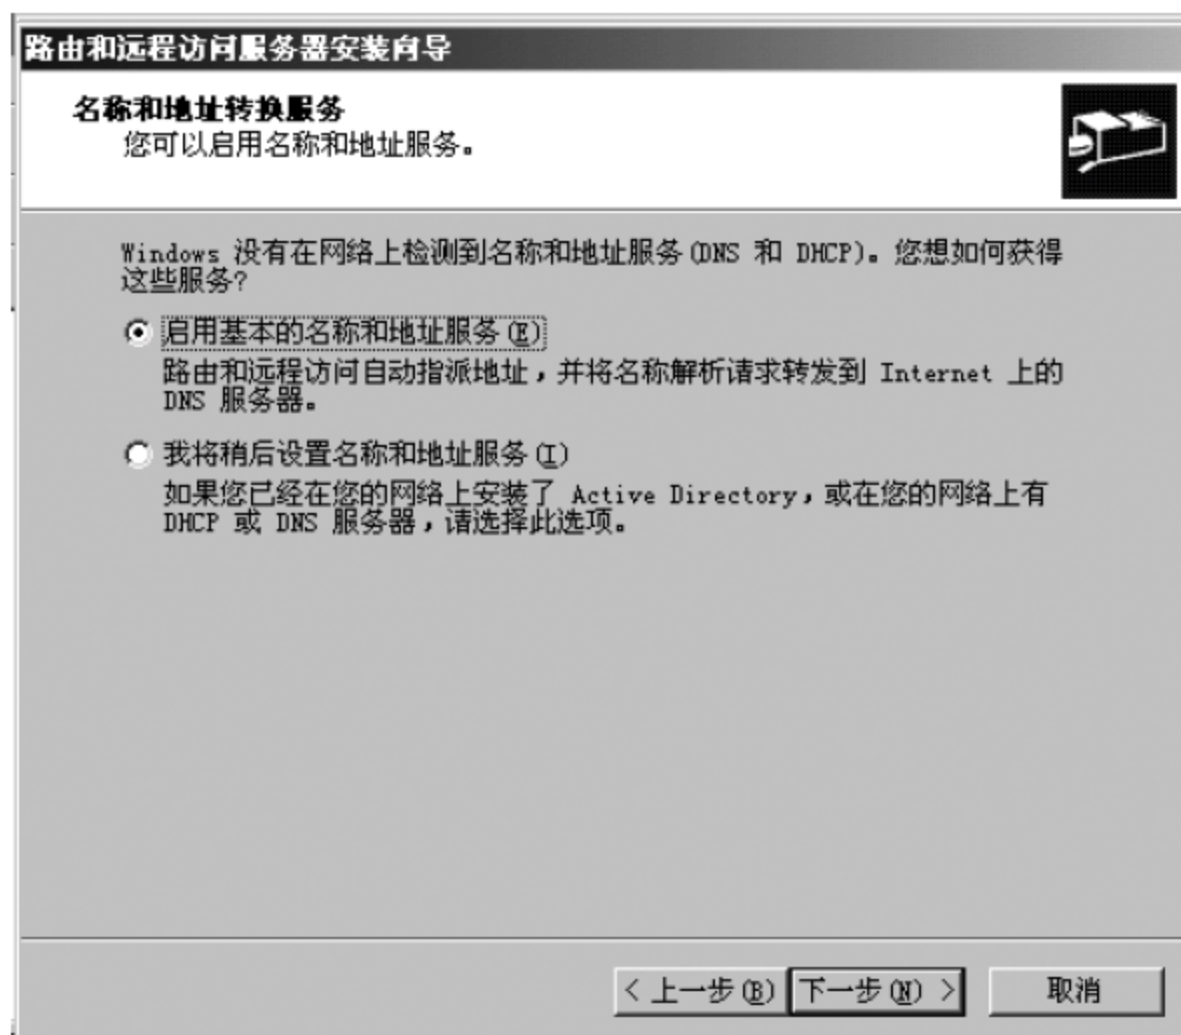 路由和远程访问服务器安装向导
名称和地址转换服务
您可以启用名称和地址服务。
Windows 没有在网络上检测到名称和地址服务(DNS 和 DHCP)。您想如何获得
这些服务?
启用基本的名称和地址服务(E)
路由和远程访问自动指派地址，并将名称解析请求转发到 Internet 上的
DNS 服务器。
我将稍后设置名称和地址服务(I)
如果您已经在您的网络上安装了 Active Directory，或在您的网络上有
DHCP 或 DNS 服务器，请选择此选项。
< 上一步(B) 下一步(N) > 取消